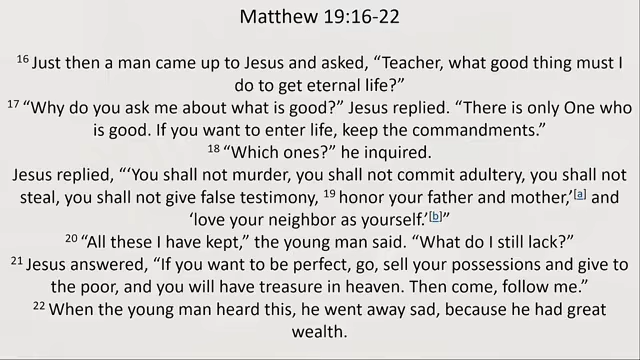 Matthew 19:16-22
16 Just then a man came up to Jesus and asked, “Teacher, what good thing must I
do to get eternal life?”
17 “Why do you ask me about what is good?” Jesus replied. “There is only One who
is good. If you want to enter life, keep the commandments.”
18 “Which ones?” he inquired.
Jesus replied, “‘You shall not murder, you shall not commit adultery, you shall not
steal, you shall not give false testimony, 19 honor your father and mother,’[a] and
‘love your neighbor as yourself.’[b]”
20 “All these I have kept,” the young man said. “What do I still lack?”
21 Jesus answered, “If you want to be perfect, go, sell your possessions and give to
the poor, and you will have treasure in heaven. Then come, follow me.”
22 When the young man heard this, he went away sad, because he had great
wealth.